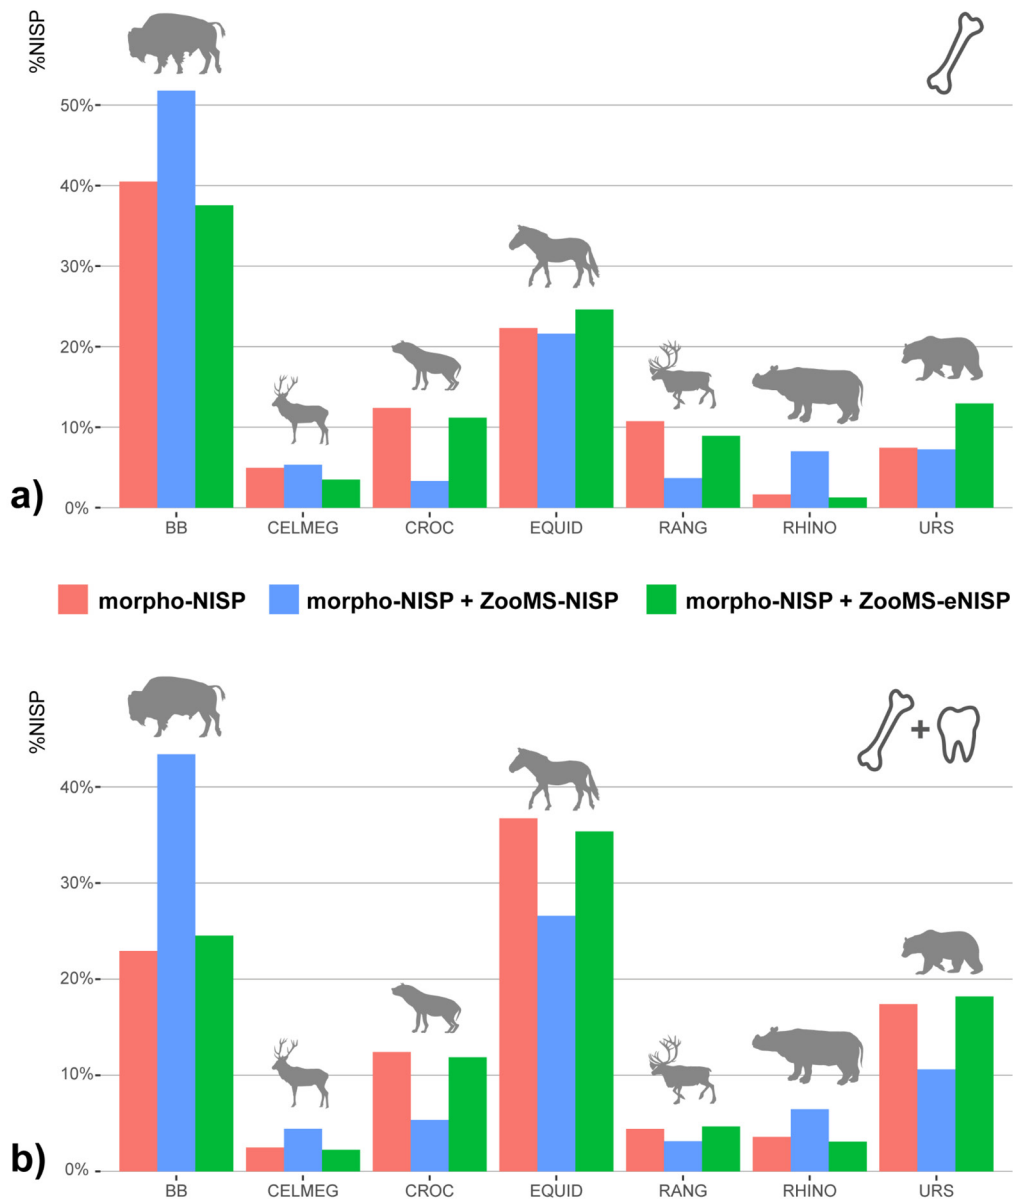 %NISP
50%
40%
30%
20%
10%
0%
a)
BB CELMEG CROC EQUID RANG RHINO URS
morpho-NISP morpho-NISP + ZooMS-NISP morpho-NISP + ZooMS-eNISP
%NISP
+
40%
30%
20%
10%
0%
b)
BB CELMEG CROC EQUID RANG RHINO URS